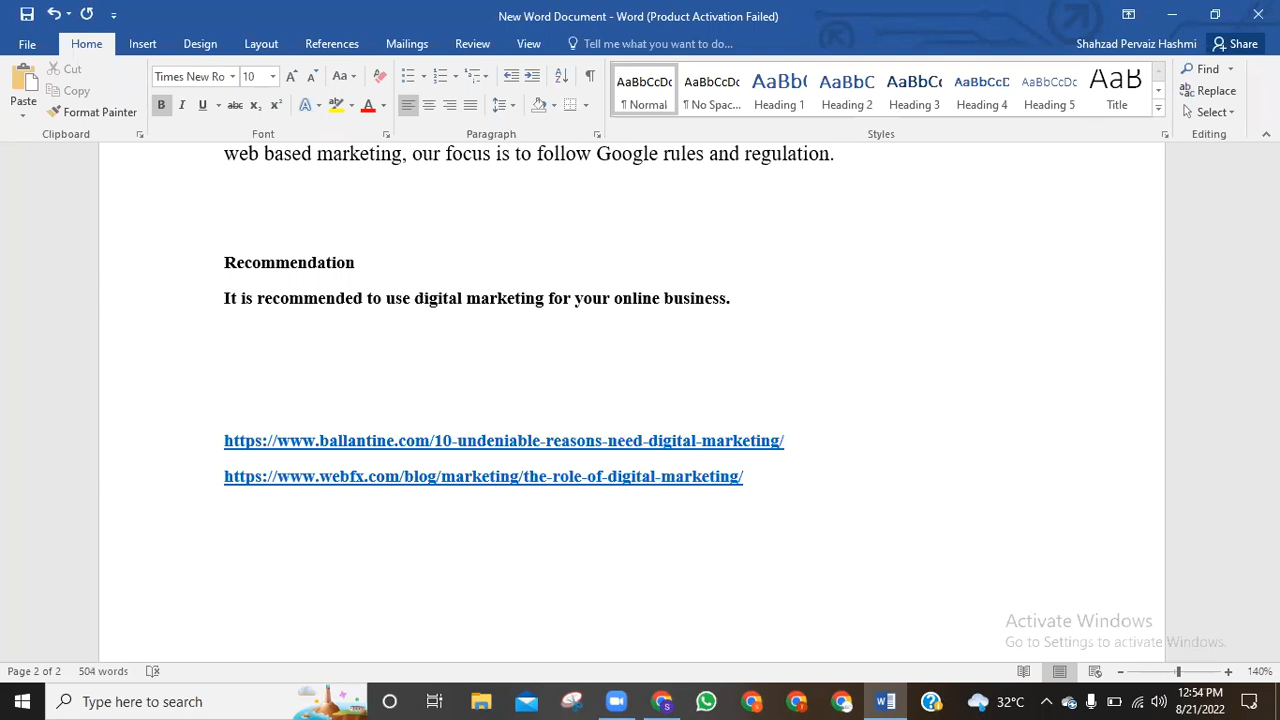 New Word Document - Word (Product Activation Failed)
File Home Insert Design Layout References Mailings Review View Tell me what you want to do... Shahzad Pervaiz Hashmi Share
Paste Cut Copy Format Painter
Times New Ro 10
Aa
B I U abc x₂ x² A A
AaBbCcDc AaBbCcDc AaBbC AaBbC AaBbCc AaBbCcD AaBbCcDc AaB
¶ Normal ¶ No Spac... Heading 1 Heading 2 Heading 3 Heading 4 Heading 5 Title
Find
Replace
Select
Clipboard Font Paragraph Styles Editing
web based marketing, our focus is to follow Google rules and regulation.
Recommendation
It is recommended to use digital marketing for your online business.
https://www.ballantine.com/10-undeniable-reasons-need-digital-marketing/
https://www.webfx.com/blog/marketing/the-role-of-digital-marketing/
Activate Windows
Go to Settings to activate Windows.
Page 2 of 2 504 words 140%
Type here to search 32°C 12:54 PM
8/21/2022